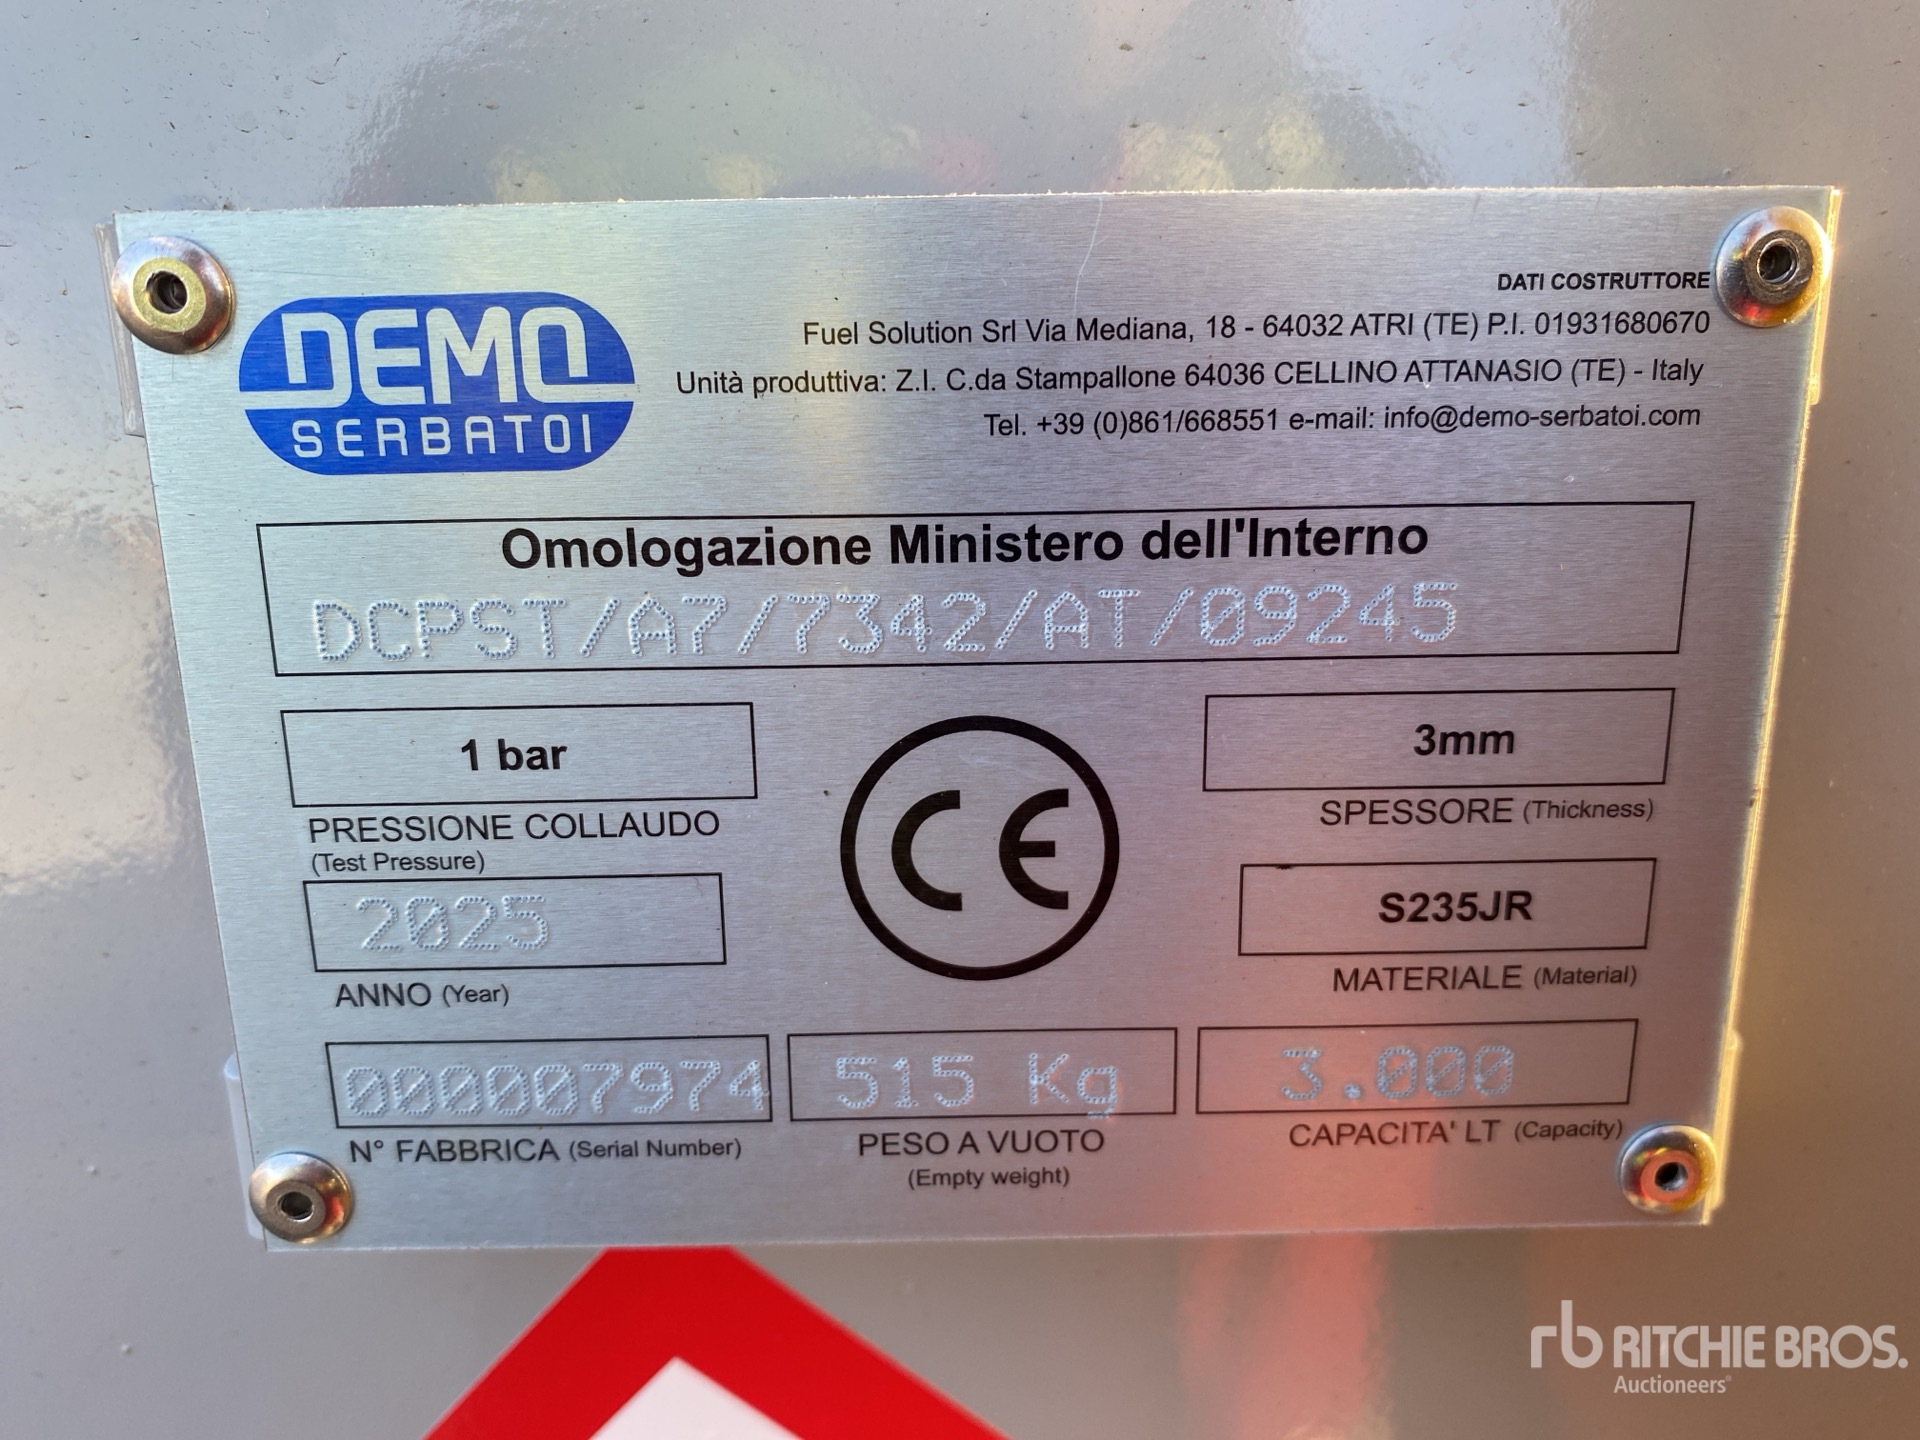 DEMO
SERBATOI
DATI COSTRUTTORE
Fuel Solution Srl Via Mediana, 18 - 64032 ATRI (TE) P.I. 01931680670
Unità produttiva: Z.I. C.da Stampallone 64036 CELLINO ATTANASIO (TE) - Italy
Tel. +39 (0)861/668551 e-mail: info@demo-serbatoi.com
Omologazione Ministero dell'Interno
DCPST/A7/7342/AT/09245
1 bar
PRESSIONE COLLAUDO
(Test Pressure)
2025
ANNO (Year)
CE
3mm
SPESSORE (Thickness)
S235JR
MATERIALE (Material)
000007974
N° FABBRICA (Serial Number)
515 Kg
PESO A VUOTO
(Empty weight)
3.000
CAPACITA' LT (Capacity)
rb RITCHIE BROS.
Auctioneers